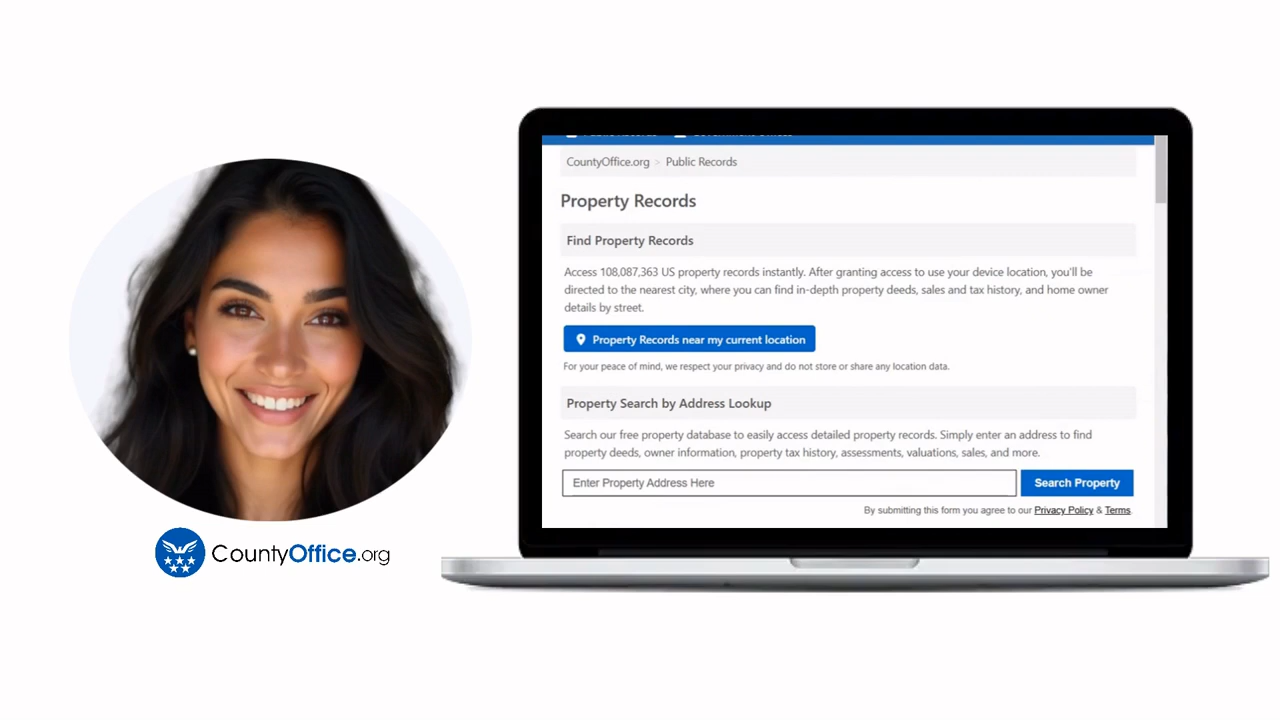 CountyOffice.org > Public Records
Property Records
Find Property Records
Access 108,087,363 US property records instantly. After granting access to use your device location, you'll be
directed to the nearest city, where you can find in-depth property deeds, sales and tax history, and home owner
details by street.
Property Records near my current location
For your peace of mind, we respect your privacy and do not store or share any location data.
Property Search by Address Lookup
Search our free property database to easily access detailed property records. Simply enter an address to find
property deeds, owner information, property tax history, assessments, valuations, sales, and more.
Enter Property Address Here
Search Property
By submitting this form you agree to our Privacy Policy & Terms.
CountyOffice.org